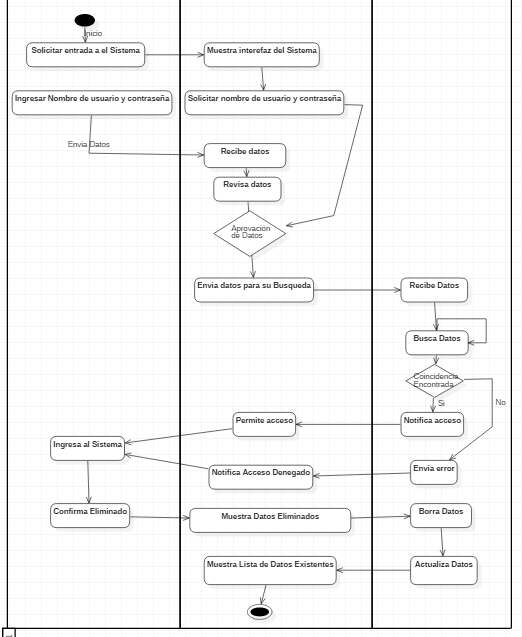 Inicio
Solicitar entrada a el Sistema
Muestra interefaz del Sistema
Ingresar Nombre de usuario y contraseña
Solicitar nombre de usuario y contraseña
Envia Datos
Recibe datos
Revisa datos
Aprovación
de Datos
Envia datos para su Busqueda
Recibe Datos
Busca Datos
Coincidencia
Encontrada
Si
No
Permite acceso
Notifica acceso
Ingresa al Sistema
Notifica Acceso Denegado
Envia error
Confirma Eliminado
Muestra Datos Eliminados
Borra Datos
Muestra Lista de Datos Existentes
Actualiza Datos